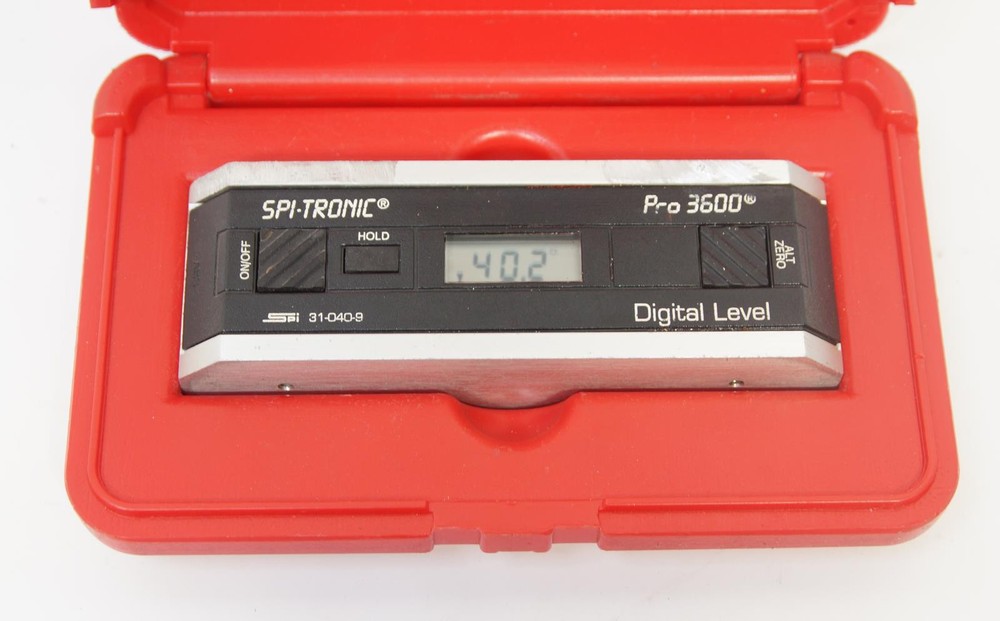 SPI-TRONIC®
Pro 3600®
ON/OFF
HOLD
40.2°
ALT
ZERO
SPi 31-040-9
Digital Level